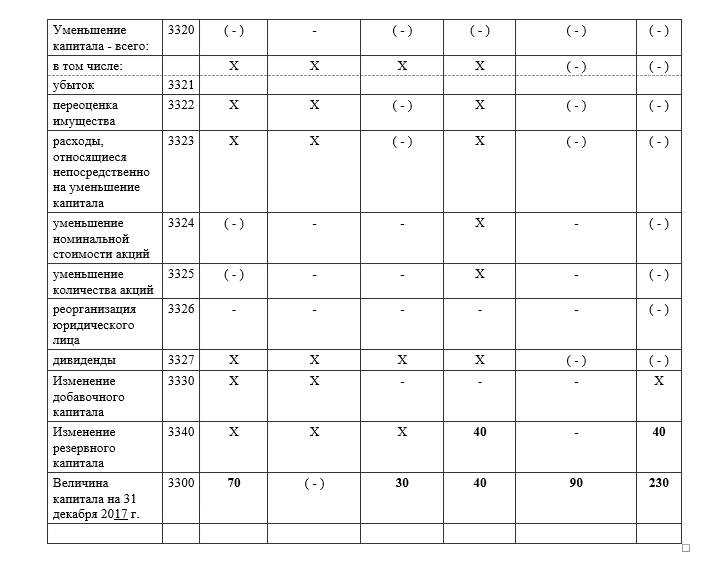 Уменьшение 3320 ( - ) - ( - ) ( - ) ( - ) ( - )
капитала - всего:
в том числе: Х Х Х Х ( - ) ( - )
убыток 3321
переоценка 3322 Х Х ( - ) Х ( - ) ( - )
имущества
расходы, 3323 Х Х ( - ) Х ( - ) ( - )
относящиеся
непосредственно
на уменьшение
капитала
уменьшение 3324 ( - ) - - Х - ( - )
номинальной
стоимости акций
уменьшение 3325 ( - ) - - Х - ( - )
количества акций
реорганизация 3326 - - - - - ( - )
юридического
лица
дивиденды 3327 Х Х Х Х ( - ) ( - )
Изменение 3330 Х Х - - - Х
добавочного
капитала
Изменение 3340 Х Х Х 40 - 40
резервного
капитала
Величина 3300 70 ( - ) 30 40 90 230
капитала на 31
декабря 2017 г.